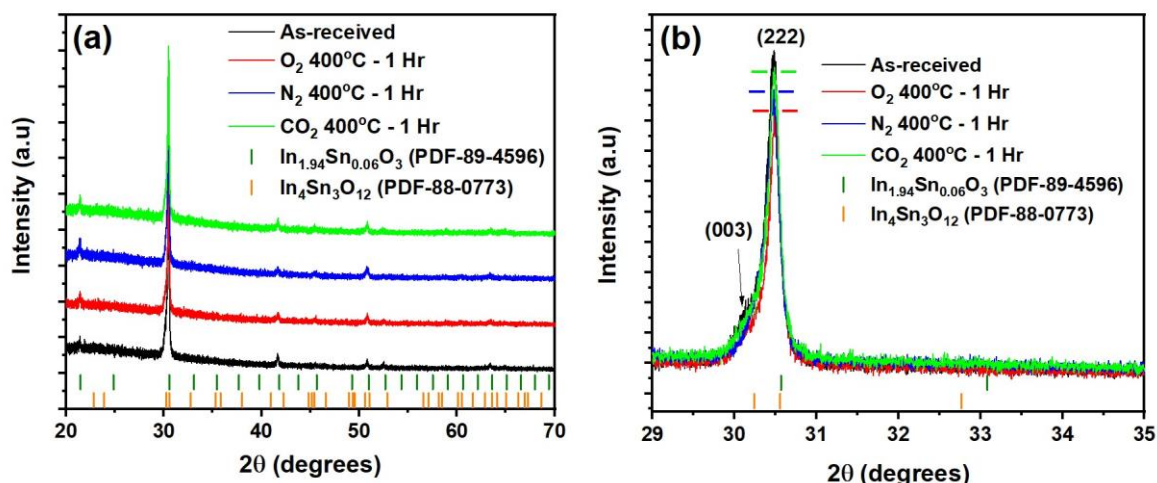 (a)
As-received
O₂ 400°C - 1 Hr
N₂ 400°C - 1 Hr
CO₂ 400°C - 1 Hr
In₁.₉₄Sn₀.₀₆O₃ (PDF-89-4596)
In₄Sn₃O₁₂ (PDF-88-0773)
Intensity (a.u)
20 30 40 50 60 70
2θ (degrees)
(b)
(222)
As-received
O₂ 400°C - 1 Hr
N₂ 400°C - 1 Hr
CO₂ 400°C - 1 Hr
In₁.₉₄Sn₀.₀₆O₃ (PDF-89-4596)
In₄Sn₃O₁₂ (PDF-88-0773)
(003)
Intensity (a.u)
29 30 31 32 33 34 35
2θ (degrees)